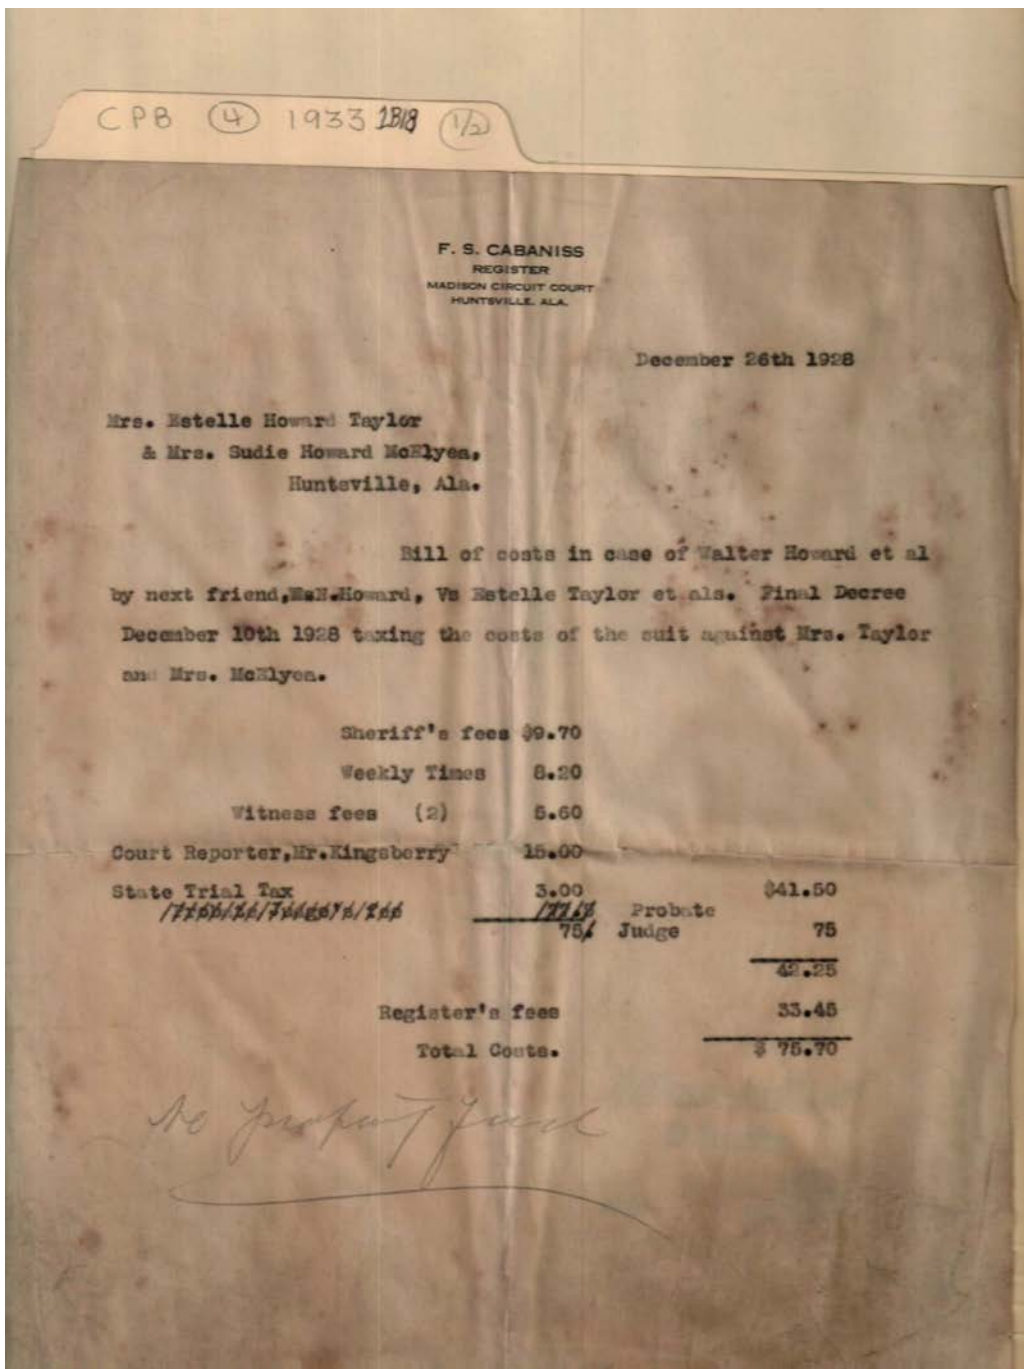 CPB 4 1933 1B18 1/2
F. S. CABANISS
REGISTER
MADISON CIRCUIT COURT
HUNTSVILLE, ALA.
December 26th 1928
Mrs. Estelle Howard Taylor
& Mrs. Sudie Howard McElyea,
Huntsville, Ala.
Bill of costs in case of Walter Howard et al
by next friend, Howard, Vs Estelle Taylor et als. Final Decree
December 10th 1928 taxing the costs of the suit against Mrs. Taylor
and Mrs. McElyea.
Sheriff's fees $9.70
Weekly Times 8.20
Witness fees (2) 5.60
Court Reporter,Mr.Kingsberry 15.00
State Trial Tax 3.00 $41.50
Probate
75 Judge 75
42.25
Register's fees 33.45
Total Costs. $ 75.70